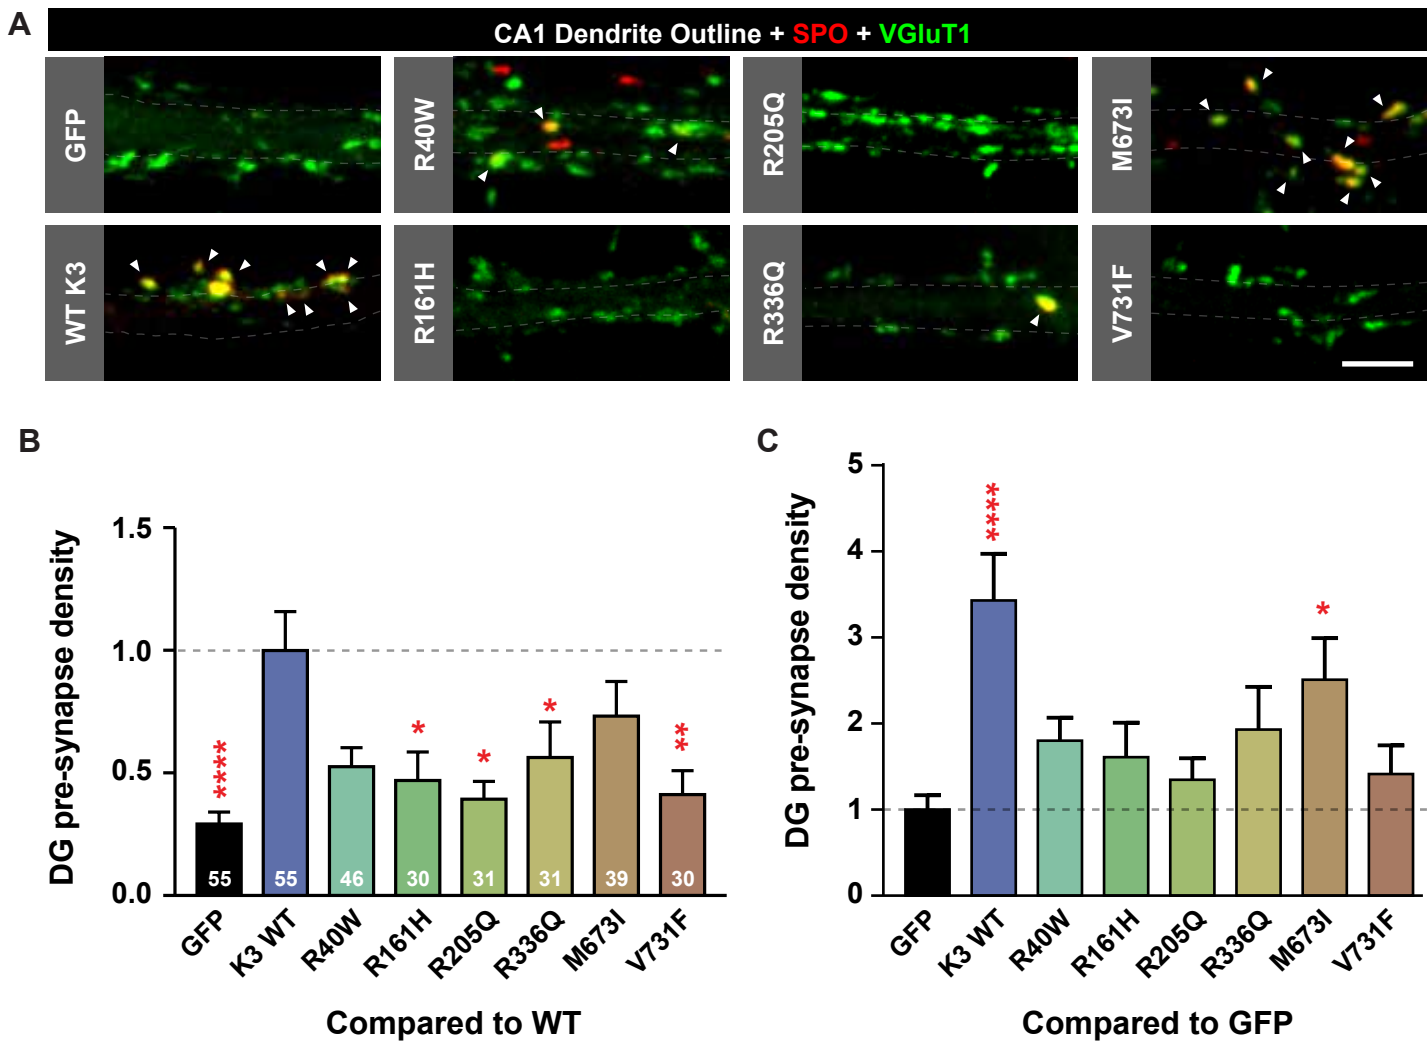 A
CA1 Dendrite Outline + SPO + VGluT1
GFP
R40W
R205Q
M673I
WT K3
R161H
R336Q
V731F
B
DG pre-synapse density
1.5
1.0
0.5
0.0
****
*
*
*
**
55
55
46
30
31
31
39
30
GFP
K3 WT
R40W
R161H
R205Q
R336Q
M673I
V731F
Compared to WT
C
DG pre-synapse density
5
4
3
2
1
0
****
*
GFP
K3 WT
R40W
R161H
R205Q
R336Q
M673I
V731F
Compared to GFP